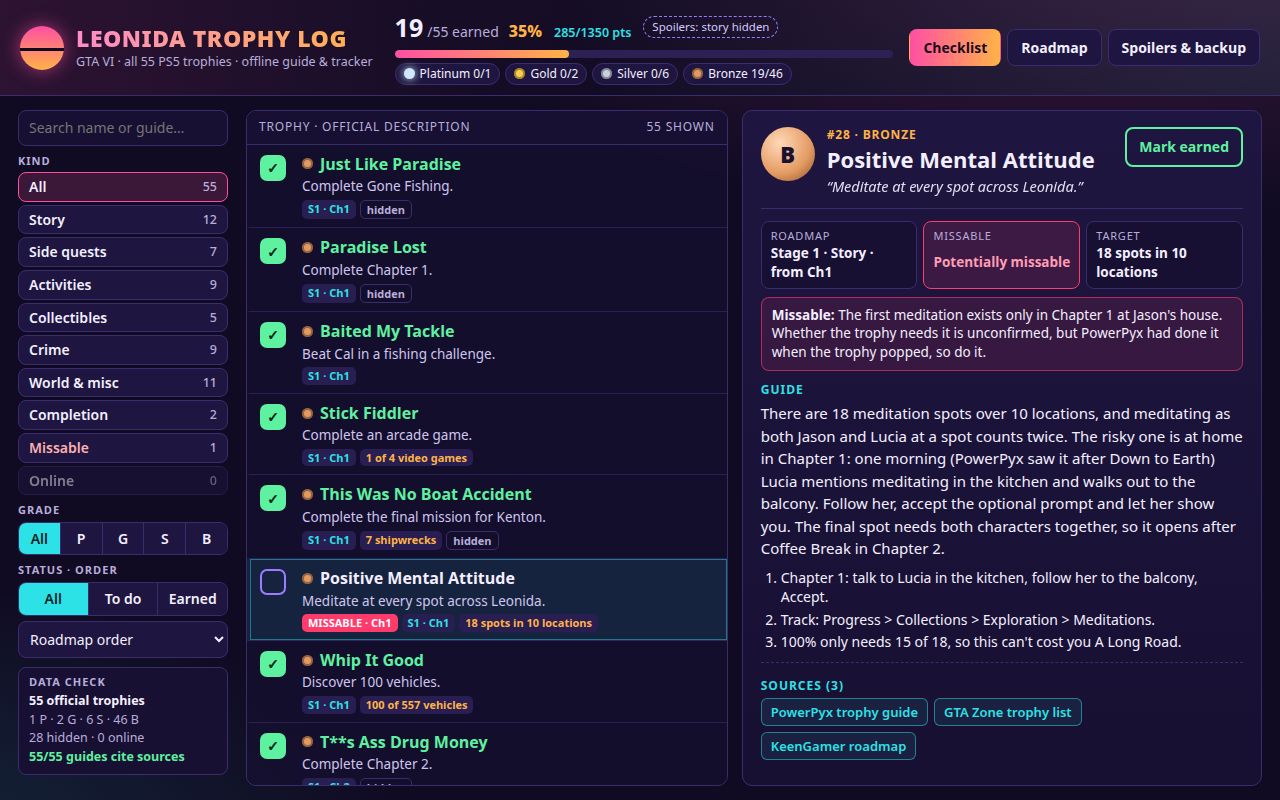 LEONIDA TROPHY LOG
GTA VI · all 55 PS5 trophies · offline guide & tracker
19 /55 earned 35% 285/1350 pts Spoilers: story hidden
Platinum 0/1 Gold 0/2 Silver 0/6 Bronze 19/46
Checklist Roadmap Spoilers & backup
Search name or guide...
KIND
All 55
Story 12
Side quests 7
Activities 9
Collectibles 5
Crime 9
World & misc 11
Completion 2
Missable 1
Online 0
GRADE
All P G S B
STATUS · ORDER
All To do Earned
Roadmap order
DATA CHECK
55 official trophies
1 P · 2 G · 6 S · 46 B
28 hidden · 0 online
55/55 guides cite sources
TROPHY · OFFICIAL DESCRIPTION 55 SHOWN
✓ Just Like Paradise
Complete Gone Fishing.
S1 · Ch1 hidden
✓ Paradise Lost
Complete Chapter 1.
S1 · Ch1 hidden
✓ Baited My Tackle
Beat Cal in a fishing challenge.
S1 · Ch1
✓ Stick Fiddler
Complete an arcade game.
S1 · Ch1 1 of 4 video games
✓ This Was No Boat Accident
Complete the final mission for Kenton.
S1 · Ch1 7 shipwrecks hidden
Positive Mental Attitude
Meditate at every spot across Leonida.
MISSABLE · Ch1 S1 · Ch1 18 spots in 10 locations
✓ Whip It Good
Discover 100 vehicles.
S1 · Ch1 100 of 557 vehicles
✓ T**s Ass Drug Money
Complete Chapter 2.
B
#28 · BRONZE
Positive Mental Attitude
“Meditate at every spot across Leonida.”
Mark earned
ROADMAP
Stage 1 · Story ·
from Ch1
MISSABLE
Potentially missable
TARGET
18 spots in 10
locations
Missable: The first meditation exists only in Chapter 1 at Jason's house.
Whether the trophy needs it is unconfirmed, but PowerPyx had done it
when the trophy popped, so do it.
GUIDE
There are 18 meditation spots over 10 locations, and meditating as
both Jason and Lucia at a spot counts twice. The risky one is at home
in Chapter 1: one morning (PowerPyx saw it after Down to Earth)
Lucia mentions meditating in the kitchen and walks out to the
balcony. Follow her, accept the optional prompt and let her show
you. The final spot needs both characters together, so it opens after
Coffee Break in Chapter 2.
1. Chapter 1: talk to Lucia in the kitchen, follow her to the balcony,
Accept.
2. Track: Progress > Collections > Exploration > Meditations.
3. 100% only needs 15 of 18, so this can't cost you A Long Road.
SOURCES (3)
PowerPyx trophy guide GTA Zone trophy list
KeenGamer roadmap